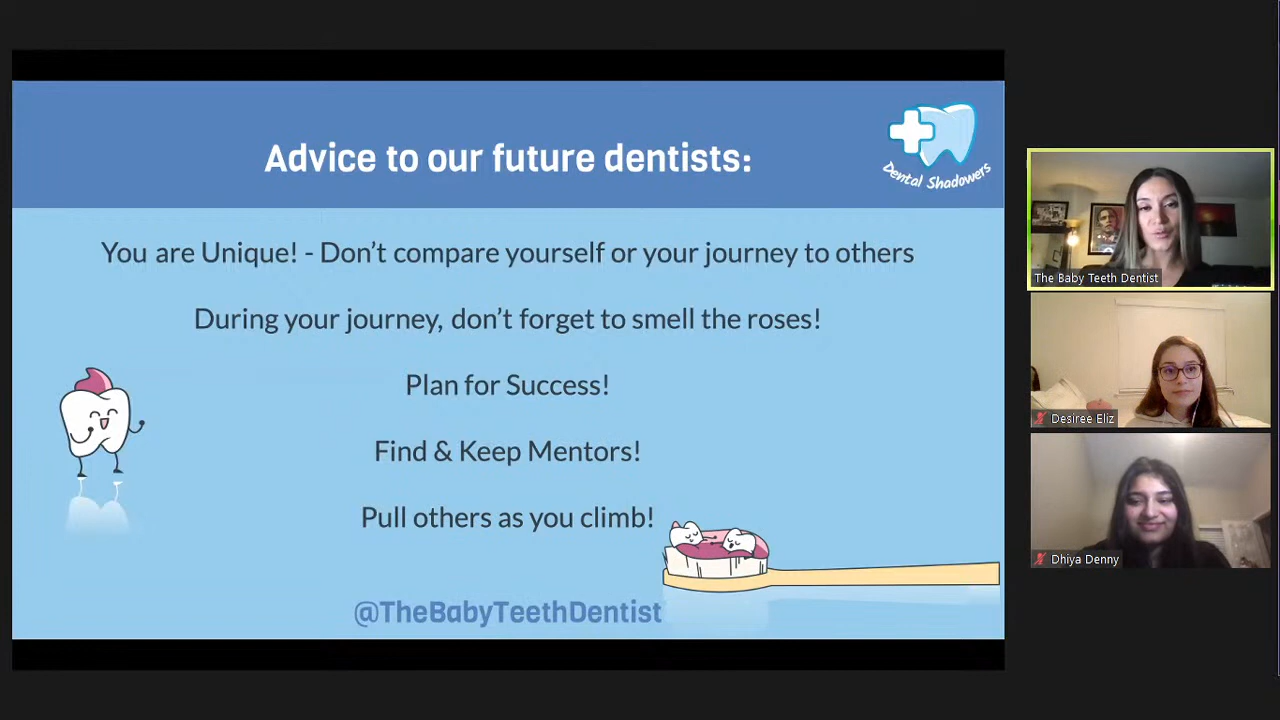 Advice to our future dentists:
Dental Shadowers
You are Unique! - Don't compare yourself or your journey to others
During your journey, don't forget to smell the roses!
Plan for Success!
Find & Keep Mentors!
Pull others as you climb!
@TheBabyTeethDentist
The Baby Teeth Dentist
Desiree Eliz
Dhiya Denny